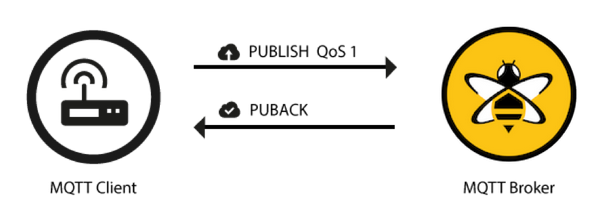 PUBLISH QoS 1
PUBACK
MQTT Client
MQTT Broker